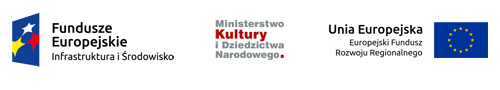 Fundusze
Europejskie
Infrastruktura i Środowisko
Ministerstwo
Kultury
i Dziedzictwa
Narodowego.
Unia Europejska
Europejski Fundusz
Rozwoju Regionalnego